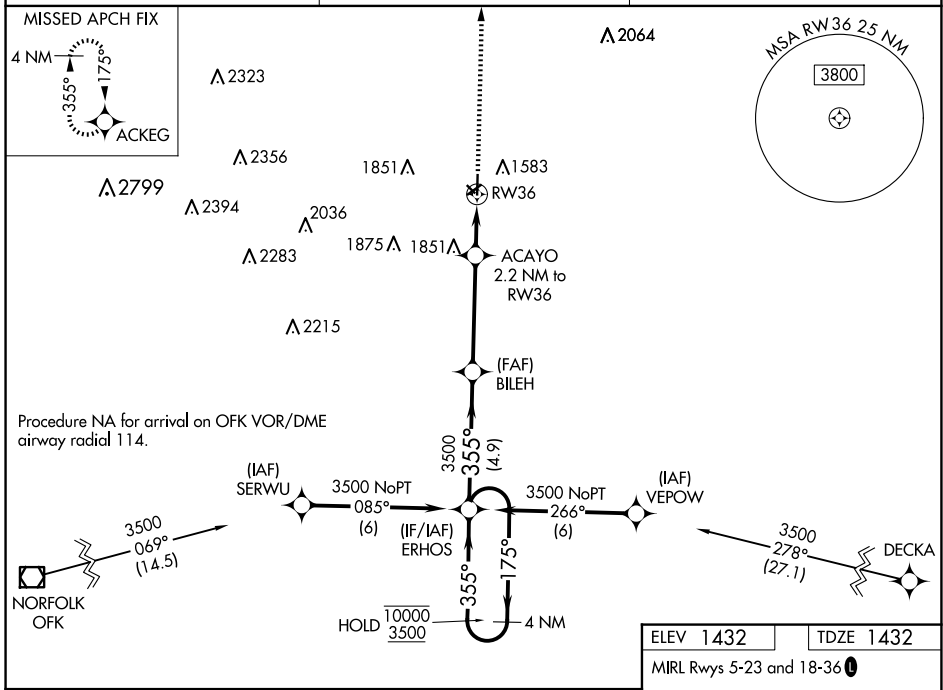 MISSED APCH FIX
4 NM
355°
175°
ACKEG
2323
2064
MSA RW36 25 NM
3800
2356
1851
1583
2799
RW36
2394
2036
1875
1851
ACAYO
2.2 NM to
RW36
2283
2215
(FAF)
BILEH
Procedure NA for arrival on OFK VOR/DME
airway radial 114.
3500
355°
(4.9)
(IAF)
SERWU
3500 NoPT
085°
(6)
(IF/IAF)
ERHOS
3500 NoPT
266°
(6)
(IAF)
VEPOW
3500
069°
(14.5)
NORFOLK
OFK
3500
278°
(27.1)
DECKA
355°
175°
HOLD 10000
3500
4 NM
ELEV 1432
TDZE 1432
MIRL Rwys 5-23 and 18-36 L